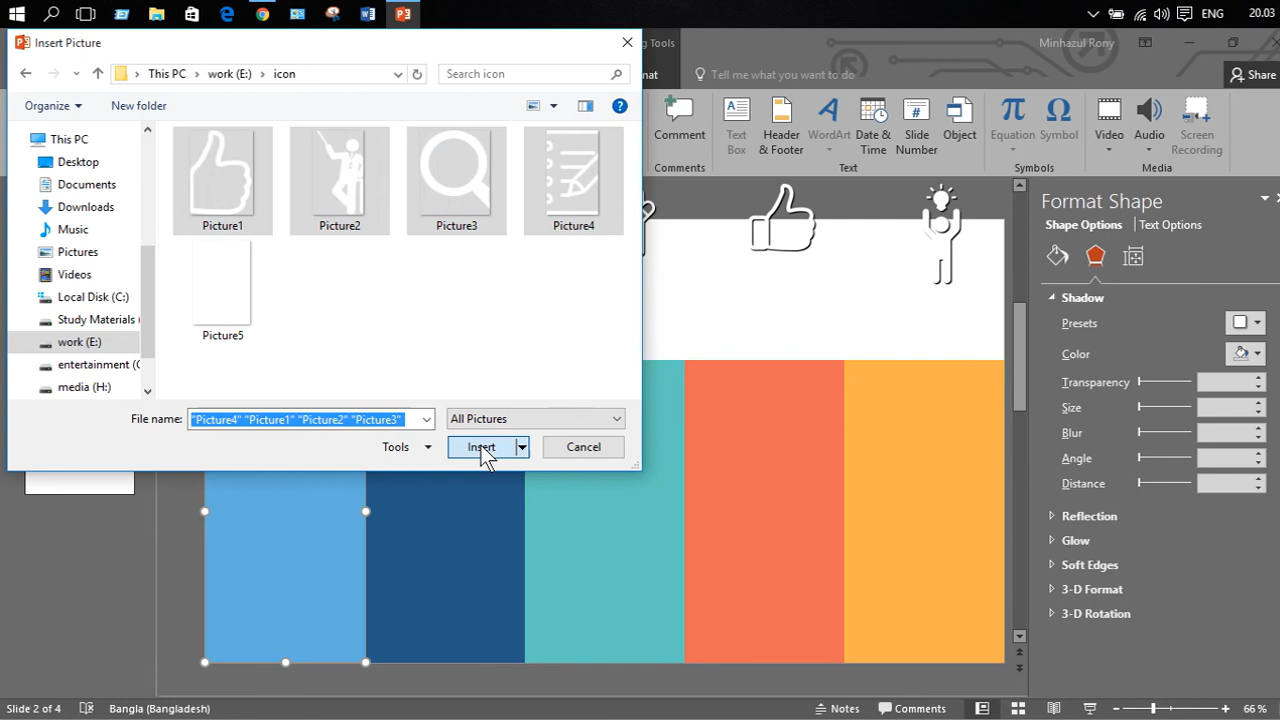 ENG
20.03
Insert Picture
This PC
work (E:)
icon
Search icon
Organize
New folder
This PC
Desktop
Documents
Downloads
Music
Pictures
Videos
Local Disk (C:)
Study Materials (
work (E:)
entertainment (
media (H:)
Picture1
Picture2
Picture3
Picture4
Picture5
File name:
"Picture4" "Picture1" "Picture2" "Picture3"
All Pictures
Tools
Insert
Cancel
ng Tools
Minhazul Rony
mat
Tell me what you want to do
Share
Comment
Comments
Text
Box
Header
& Footer
WordArt
Date &
Time
Slide
Number
Object
Text
Equation
Symbol
Symbols
Video
Audio
Screen
Recording
Media
Format Shape
Shape Options
Text Options
Shadow
Presets
Color
Transparency
Size
Blur
Angle
Distance
Reflection
Glow
Soft Edges
3-D Format
3-D Rotation
Slide 2 of 4
Bangla (Bangladesh)
Notes
Comments
66 %